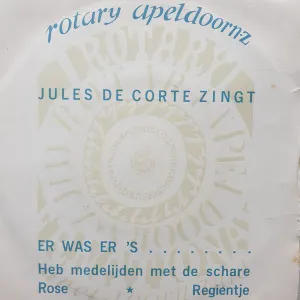 rotary apeldoornz
JULES DE CORTE ZINGT
ER WAS ER 'S . . . . . . . .
Heb medelijden met de schare
Rose * Regientje